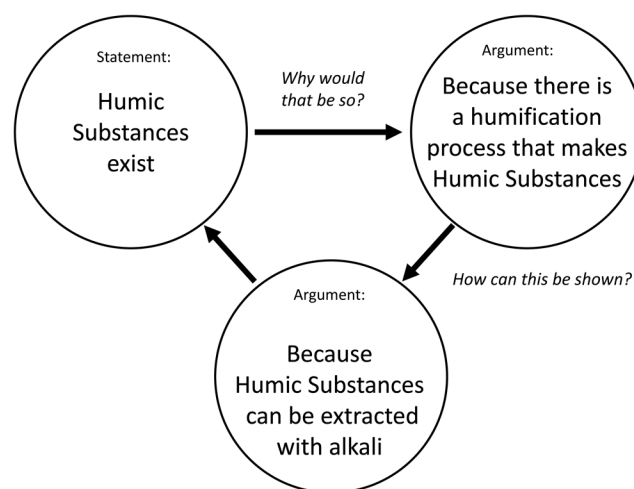 Statement:
Humic
Substances
exist
Why would
that be so?
Argument:
Because there is
a humification
process that makes
Humic Substances
How can this be shown?
Argument:
Because
Humic Substances
can be extracted
with alkali